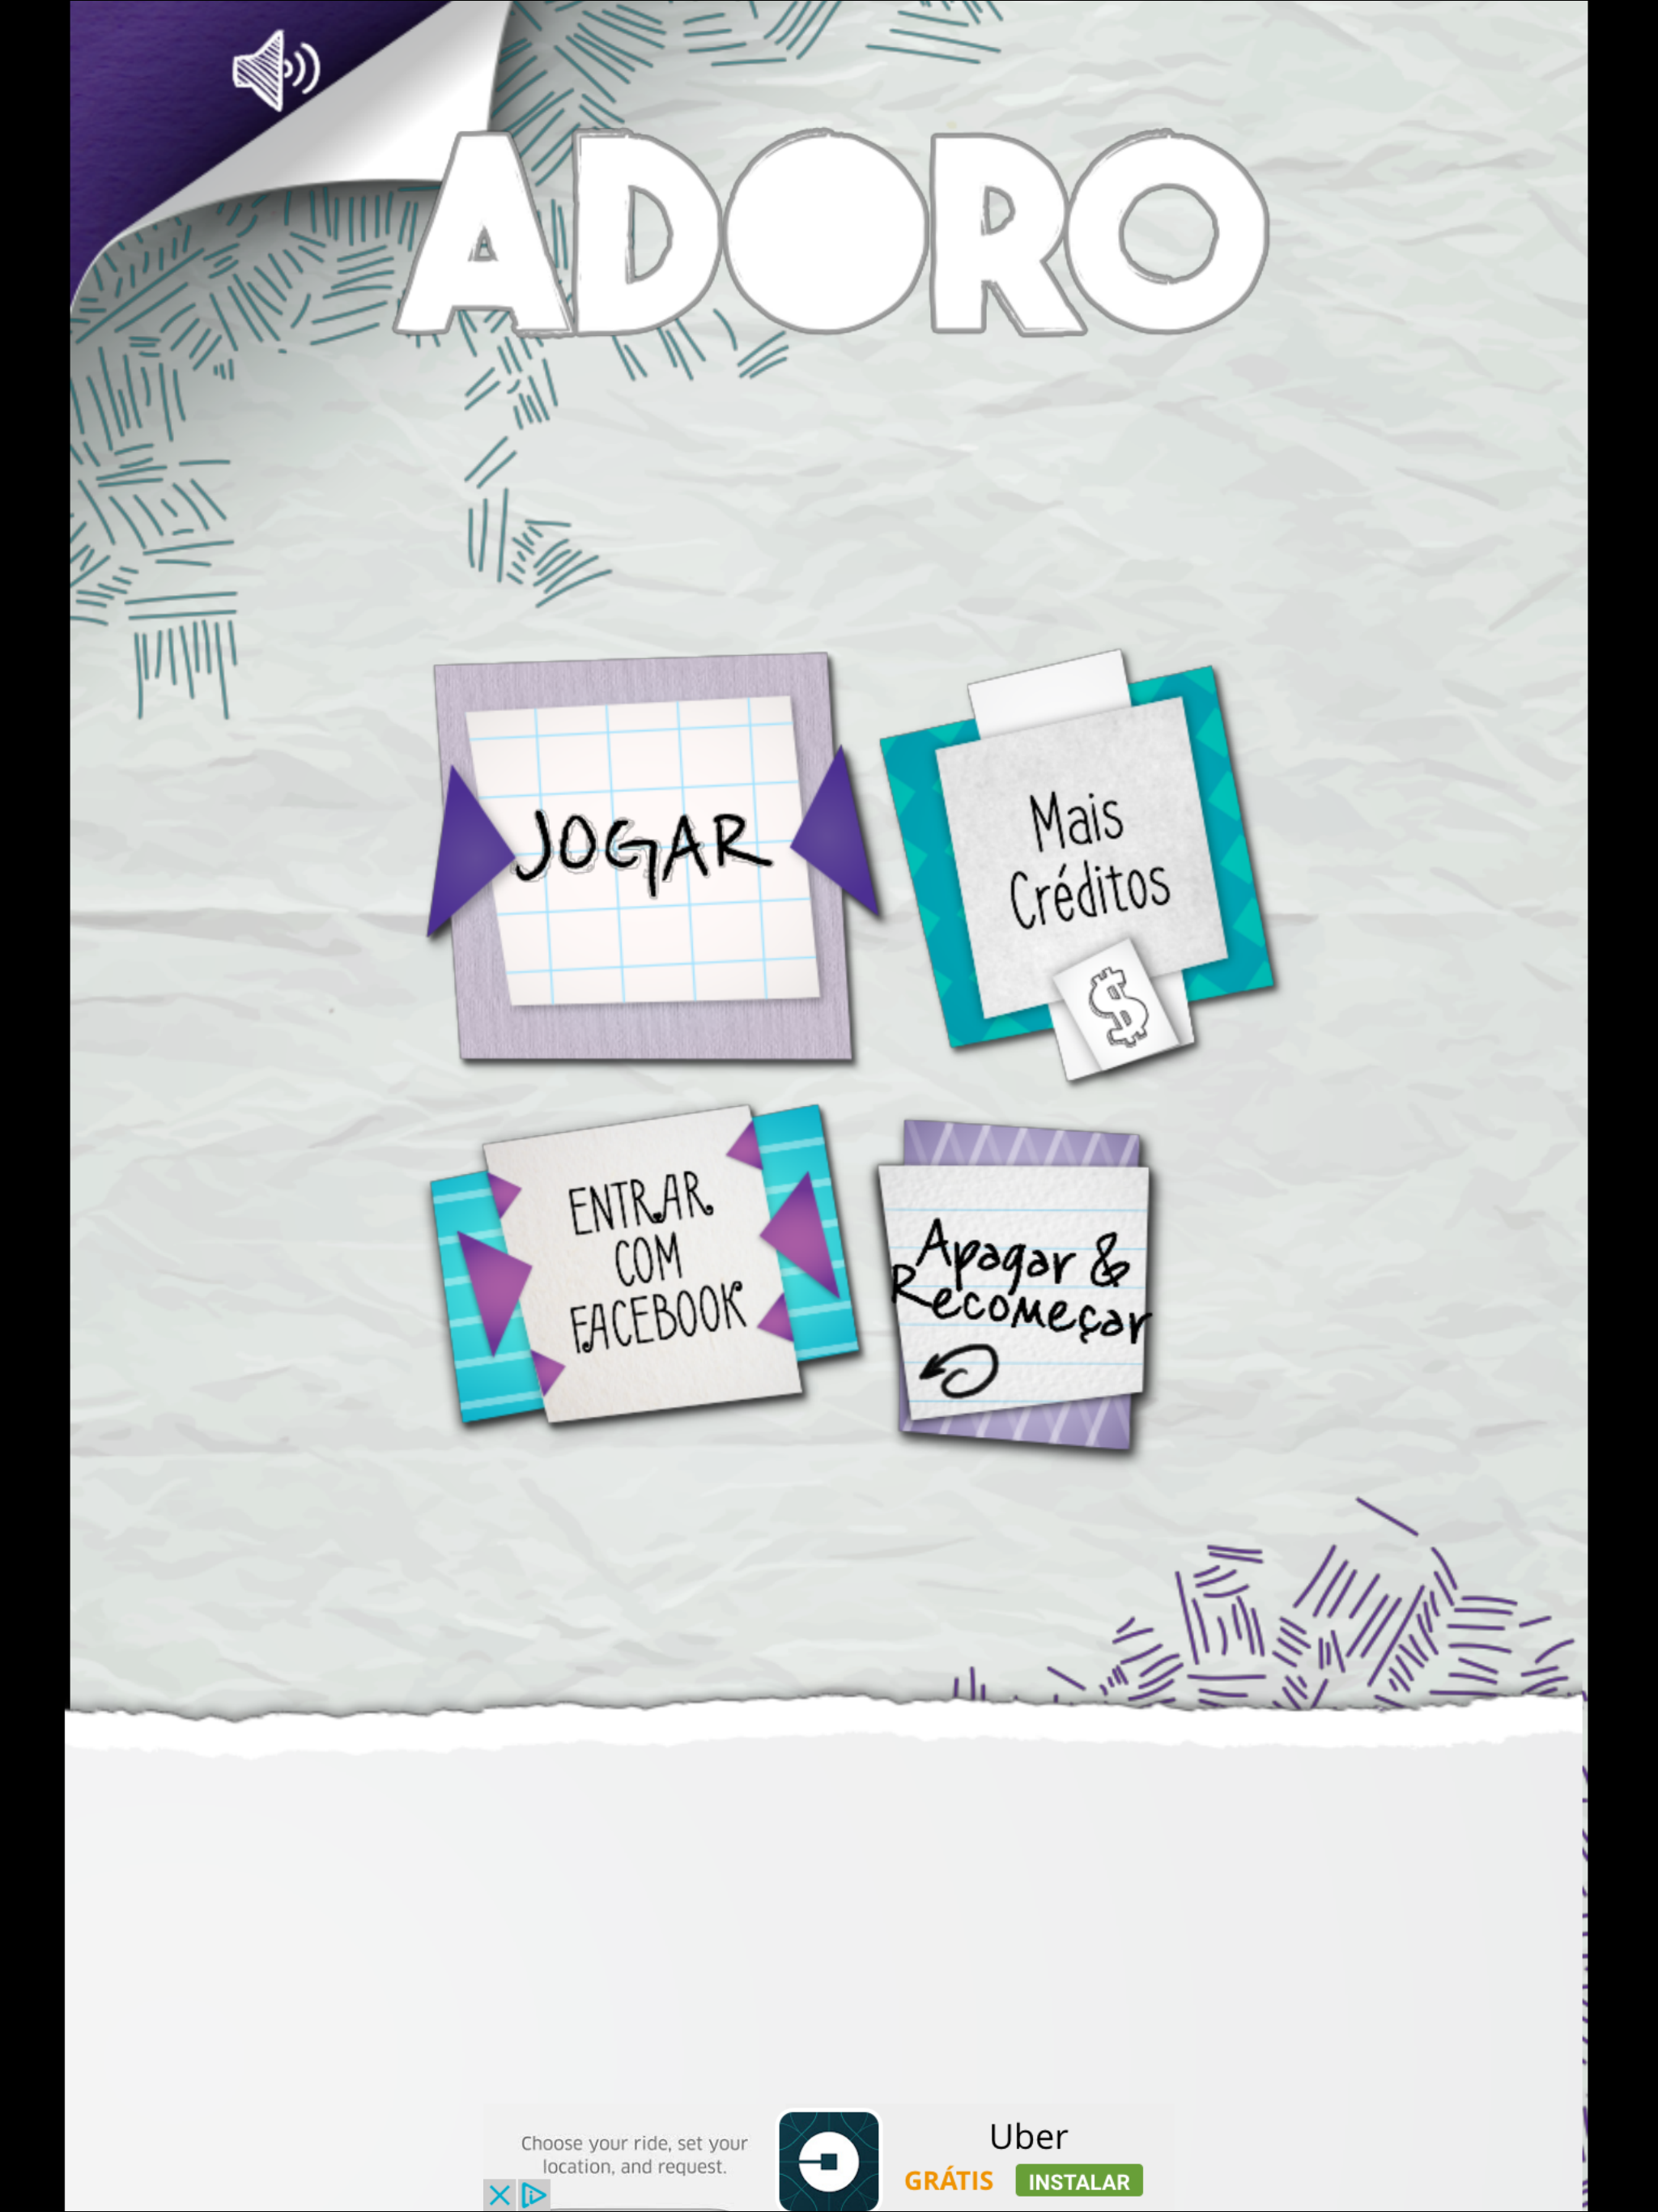 ADORO
JOGAR
Mais
Créditos
$
ENTRAR
COM
FACEBOOK
Apagar &
Recomeçar
Choose your ride, set your
location, and request.
Uber
GRÁTIS
INSTALAR